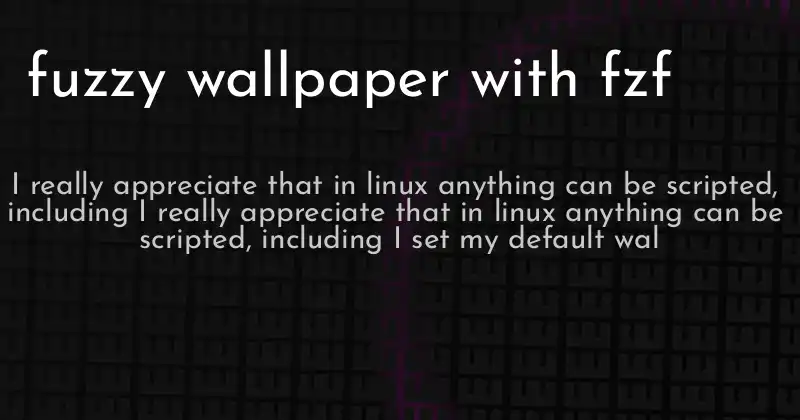 fuzzy wallpaper with fzf
I really appreciate that in linux anything can be scripted,
including I really appreciate that in linux anything can be
scripted, including I set my default wal